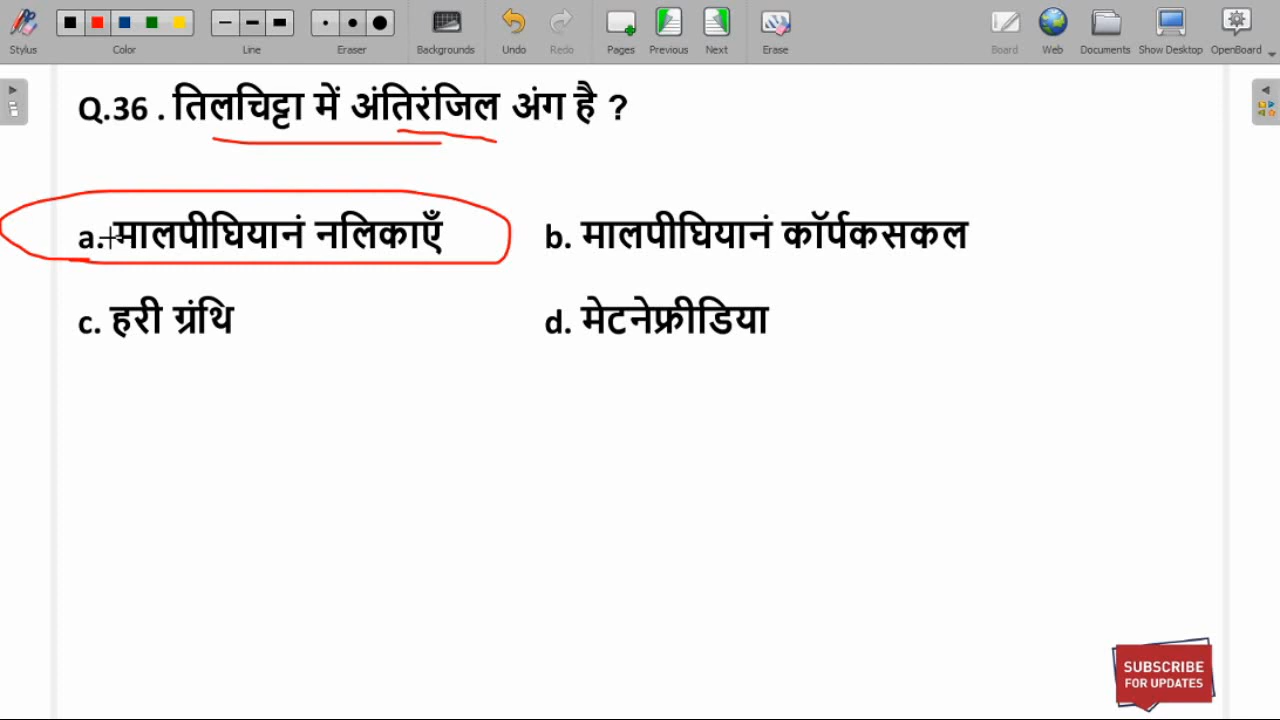 Stylus Color Line Eraser Backgrounds Undo Redo Pages Previous Next Erase Board Web Documents Show Desktop OpenBoard
Q.36 . तिलचिट्टा में अंतिरंजिल अंग है ?
a. मालपीघियानं नलिकाएँ b. मालपीघियानं कॉर्पकसकल
c. हरी ग्रंथि d. मेटनेफ्रीडिया
SUBSCRIBE
FOR UPDATES